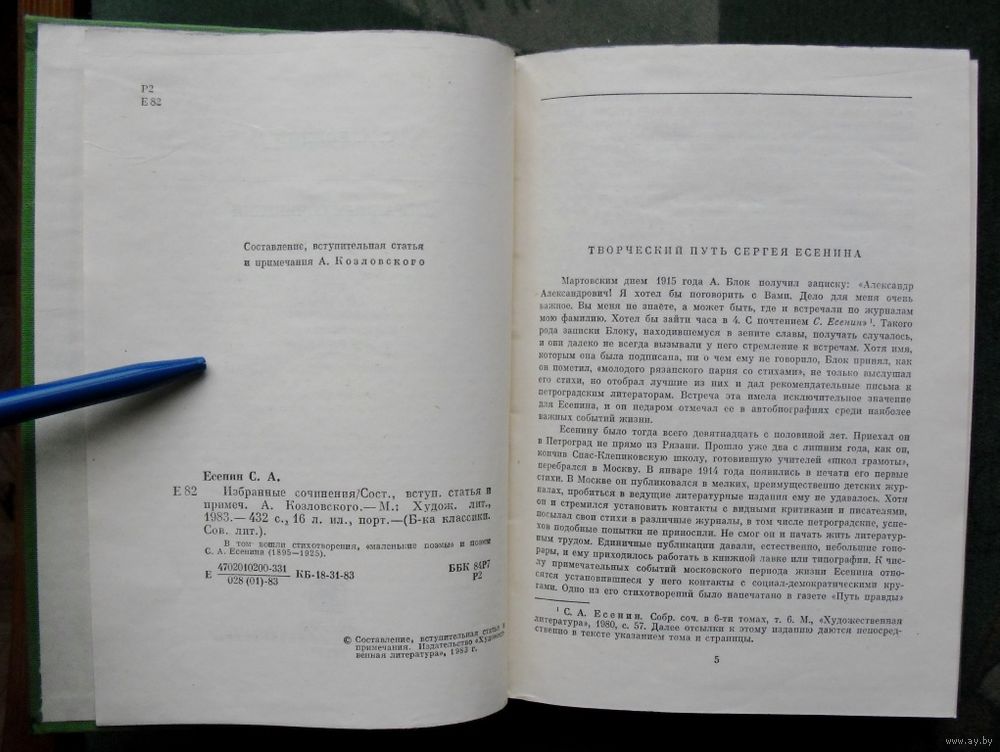 Р2
Е 82
Составление, вступительная статья
и примечания А. Козловского
Есенин С. А.
Е 82 Избранные сочинения/Сост., вступ. статья и
примеч. А. Козловского.— М.: Худож. лит.,
1983.— 432 с., 16 л. ил., порт.—(Б-ка классики.
Сов. лит.).
В том вошли стихотворения, «маленькие поэмы» и поэмы
С. А. Есенина (1895—1925).
Е 4702010200-331
028 (01)-83 КБ-18-31-83
ББК 84Р7
Р2
© Составление, вступительная статья и
примечания. Издательство «Художест-
венная литература», 1983 г.
ТВОРЧЕСКИЙ ПУТЬ СЕРГЕЯ ЕСЕНИНА
Мартовским днем 1915 года А. Блок получил записку: «Александр
Александрович! Я хотел бы поговорить с Вами. Дело для меня очень
важное. Вы меня не знаете, а может быть, где и встречали по журналам
мою фамилию. Хотел бы зайти часа в 4. С почтением С. Есенин»¹. Такого
рода записки Блоку, находившемуся в зените славы, получать случалось,
и они далеко не всегда вызывали у него стремление к встречам. Хотя имя,
которым она была подписана, ни о чем ему не говорило, Блок принял, как
он пометил, «молодого рязанского парня со стихами», не только выслушал
его стихи, но отобрал лучшие из них и дал рекомендательные письма к
петроградским литераторам. Встреча эта имела исключительное значение
для Есенина, и он недаром отмечал ее в автобиографиях среди наиболее
важных событий жизни.
Есенину было тогда всего девятнадцать с половиной лет. Приехал он
в Петроград не прямо из Рязани. Прошло уже два с лишним года, как он,
кончив Спас-Клепиковскую школу, готовившую учителей «школ грамоты»,
перебрался в Москву. В январе 1914 года появились в печати его первые
стихи. В Москве он публиковался в мелких, преимущественно детских жур-
налах, пробиться в ведущие литературные издания ему не удавалось. Хотя
он и стремился установить контакты с видными критиками и писателями,
посылал свои стихи в различные журналы, в том числе петроградские, успе-
хов подобные попытки не приносили. Не смог он и начать жить литератур-
ным трудом. Единичные публикации давали, естественно, небольшие гоно-
рары, и ему приходилось работать в книжной лавке или типографии. К чис-
лу примечательных событий московского периода жизни Есенина отно-
сятся установившиеся у него контакты с социал-демократическими кру-
гами. Одно из его стихотворений было напечатано в газете «Путь правды»
¹ С. А. Есенин. Собр. соч. в 6-ти томах, т. 6. М., «Художественная
литература», 1980, с. 57. Далее отсылки к этому изданию даются непосред-
ственно в тексте указанием тома и страницы.
5
www.ay.by